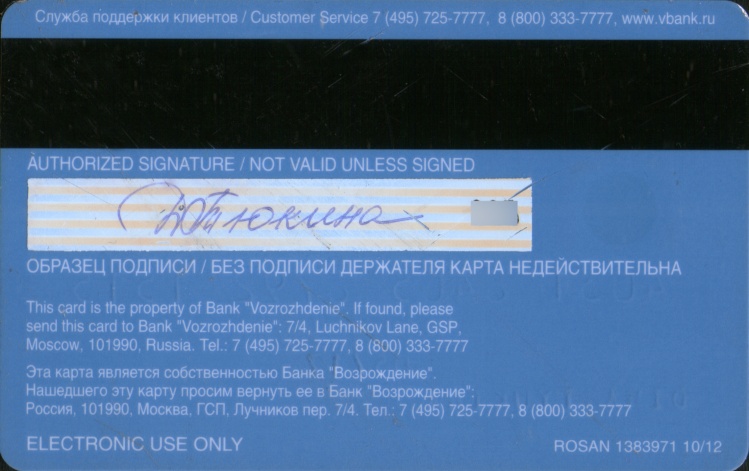 Служба поддержки клиентов / Customer Service 7 (495) 725-7777, 8 (800) 333-7777, www.vbank.ru
AUTHORIZED SIGNATURE / NOT VALID UNLESS SIGNED
ОБРАЗЕЦ ПОДПИСИ / БЕЗ ПОДПИСИ ДЕРЖАТЕЛЯ КАРТА НЕДЕЙСТВИТЕЛЬНА
This card is the property of Bank "Vozrozhdenie". If found, please
send this card to Bank "Vozrozhdenie": 7/4, Luchnikov Lane, GSP,
Moscow, 101990, Russia. Tel.: 7 (495) 725-7777, 8 (800) 333-7777
Эта карта является собственностью Банка "Возрождение".
Нашедшего эту карту просим вернуть ее в Банк "Возрождение":
Россия, 101990, Москва, ГСП, Лучников пер. 7/4. Тел.: 7 (495) 725-7777, 8 (800) 333-7777
ELECTRONIC USE ONLY
ROSAN 1383971 10/12